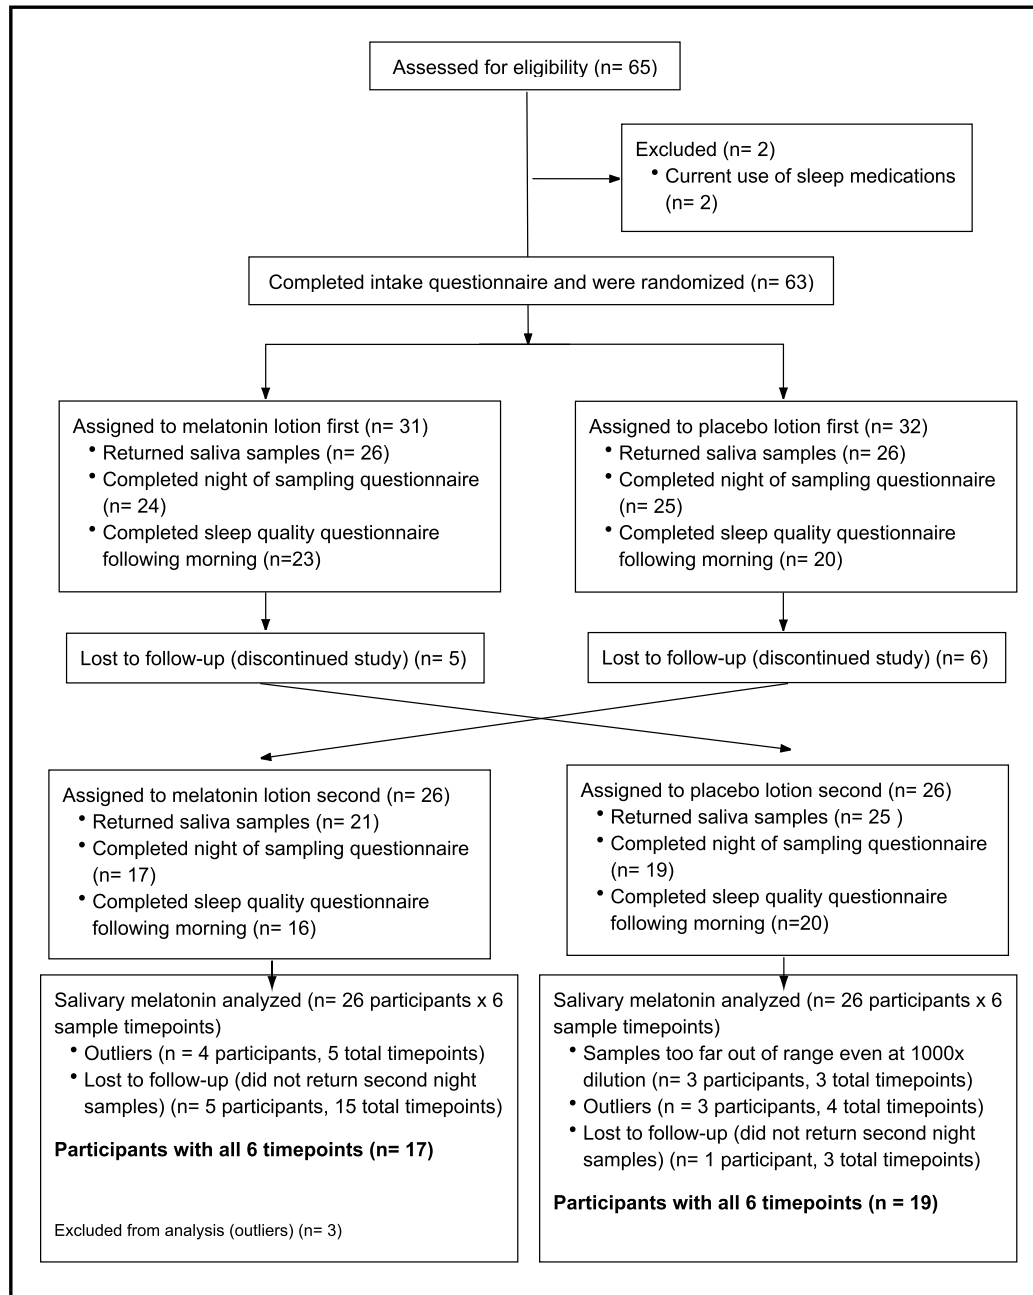 Assessed for eligibility (n= 65)
Excluded (n= 2)
• Current use of sleep medications
(n= 2)
Completed intake questionnaire and were randomized (n= 63)
Assigned to melatonin lotion first (n= 31)
• Returned saliva samples (n= 26)
• Completed night of sampling questionnaire
(n= 24)
• Completed sleep quality questionnaire
following morning (n=23)
Assigned to placebo lotion first (n= 32)
• Returned saliva samples (n= 26)
• Completed night of sampling questionnaire
(n= 25)
• Completed sleep quality questionnaire
following morning (n= 20)
Lost to follow-up (discontinued study) (n= 5)
Lost to follow-up (discontinued study) (n= 6)
Assigned to melatonin lotion second (n= 26)
• Returned saliva samples (n= 21)
• Completed night of sampling questionnaire
(n= 17)
• Completed sleep quality questionnaire
following morning (n= 16)
Assigned to placebo lotion second (n= 26)
• Returned saliva samples (n= 25 )
• Completed night of sampling questionnaire
(n= 19)
• Completed sleep quality questionnaire
following morning (n=20)
Salivary melatonin analyzed (n= 26 participants x 6
sample timepoints)
• Outliers (n = 4 participants, 5 total timepoints)
• Lost to follow-up (did not return second night
samples) (n= 5 participants, 15 total timepoints)
Participants with all 6 timepoints (n= 17)
Excluded from analysis (outliers) (n= 3)
Salivary melatonin analyzed (n= 26 participants x 6
sample timepoints)
• Samples too far out of range even at 1000x
dilution (n= 3 participants, 3 total timepoints)
• Outliers (n = 3 participants, 4 total timepoints)
• Lost to follow-up (did not return second night
samples) (n= 1 participant, 3 total timepoints)
Participants with all 6 timepoints (n = 19)